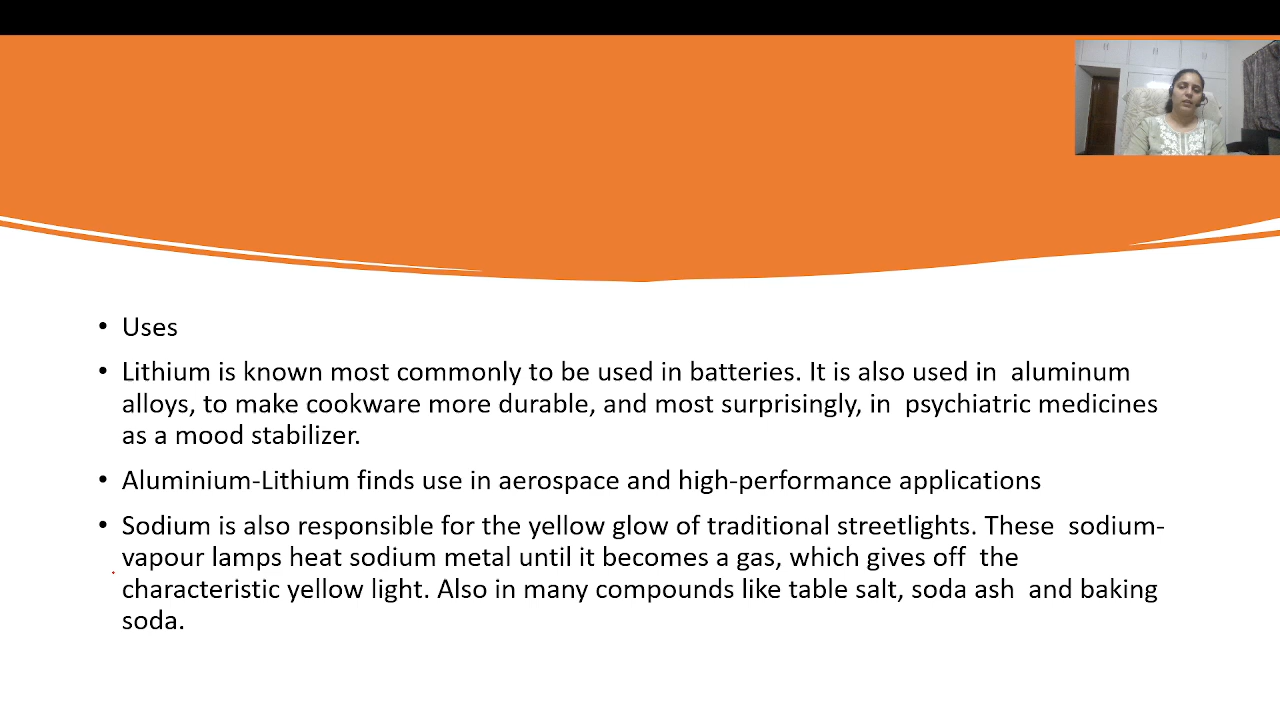 • Uses
• Lithium is known most commonly to be used in batteries. It is also used in  aluminum
alloys, to make cookware more durable, and most surprisingly, in  psychiatric medicines
as a mood stabilizer.
• Aluminium-Lithium finds use in aerospace and high-performance applications
• Sodium is also responsible for the yellow glow of traditional streetlights. These  sodium-
vapour lamps heat sodium metal until it becomes a gas, which gives off  the
characteristic yellow light. Also in many compounds like table salt, soda ash  and baking
soda.